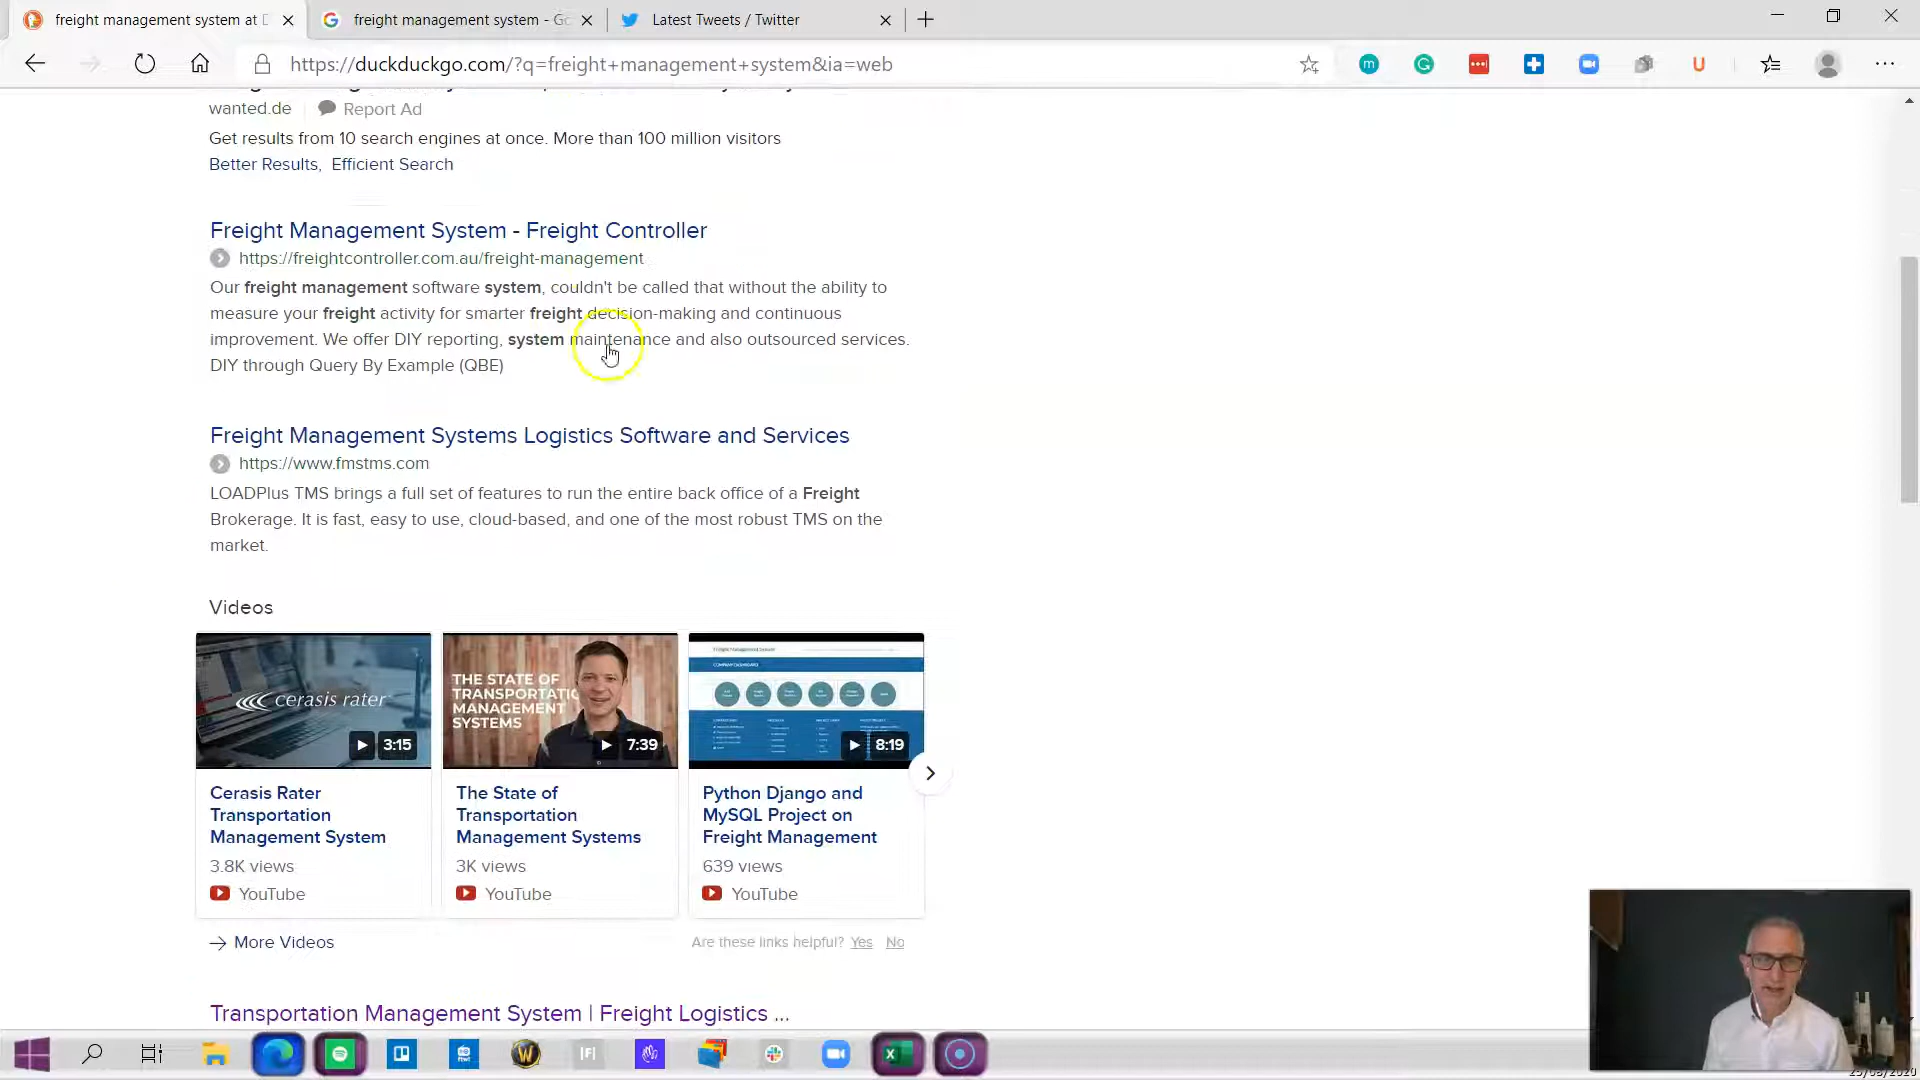 freight management system at D
freight management system - Go
Latest Tweets / Twitter
https://duckduckgo.com/?q=freight+management+system&ia=web
wanted.de
Report Ad
Get results from 10 search engines at once. More than 100 million visitors
Better Results, Efficient Search
Freight Management System - Freight Controller
https://freightcontroller.com.au/freight-management
Our freight management software system, couldn't be called that without the ability to
measure your freight activity for smarter freight decision-making and continuous
improvement. We offer DIY reporting, system maintenance and also outsourced services.
DIY through Query By Example (QBE)
Freight Management Systems Logistics Software and Services
https://www.fmstms.com
LOADPlus TMS brings a full set of features to run the entire back office of a Freight
Brokerage. It is fast, easy to use, cloud-based, and one of the most robust TMS on the
market.
Videos
cerasis rater
3:15
THE STATE OF
TRANSPORTATIO
MANAGEMENT
SYSTEMS
7:39
Freight Management System
COMPANY DASHBOARD
8:19
Cerasis Rater
Transportation
Management System
3.8K views
YouTube
The State of
Transportation
Management Systems
3K views
YouTube
Python Django and
MySQL Project on
Freight Management
639 views
YouTube
More Videos
Are these links helpful? Yes No
Transportation Management System | Freight Logistics ...